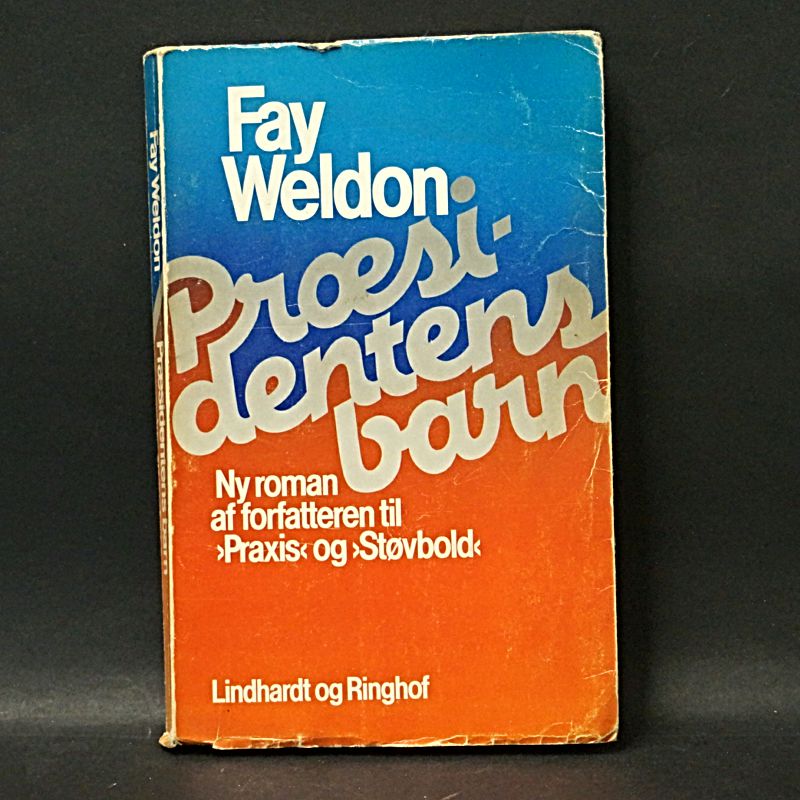 Fay
Weldon
Præsi-
dentens
barn
Ny roman
af forfatteren til
›Praxis‹ og ›Støvbold‹
Lindhardt og Ringhof
Fay Weldon
Præsidentens barn